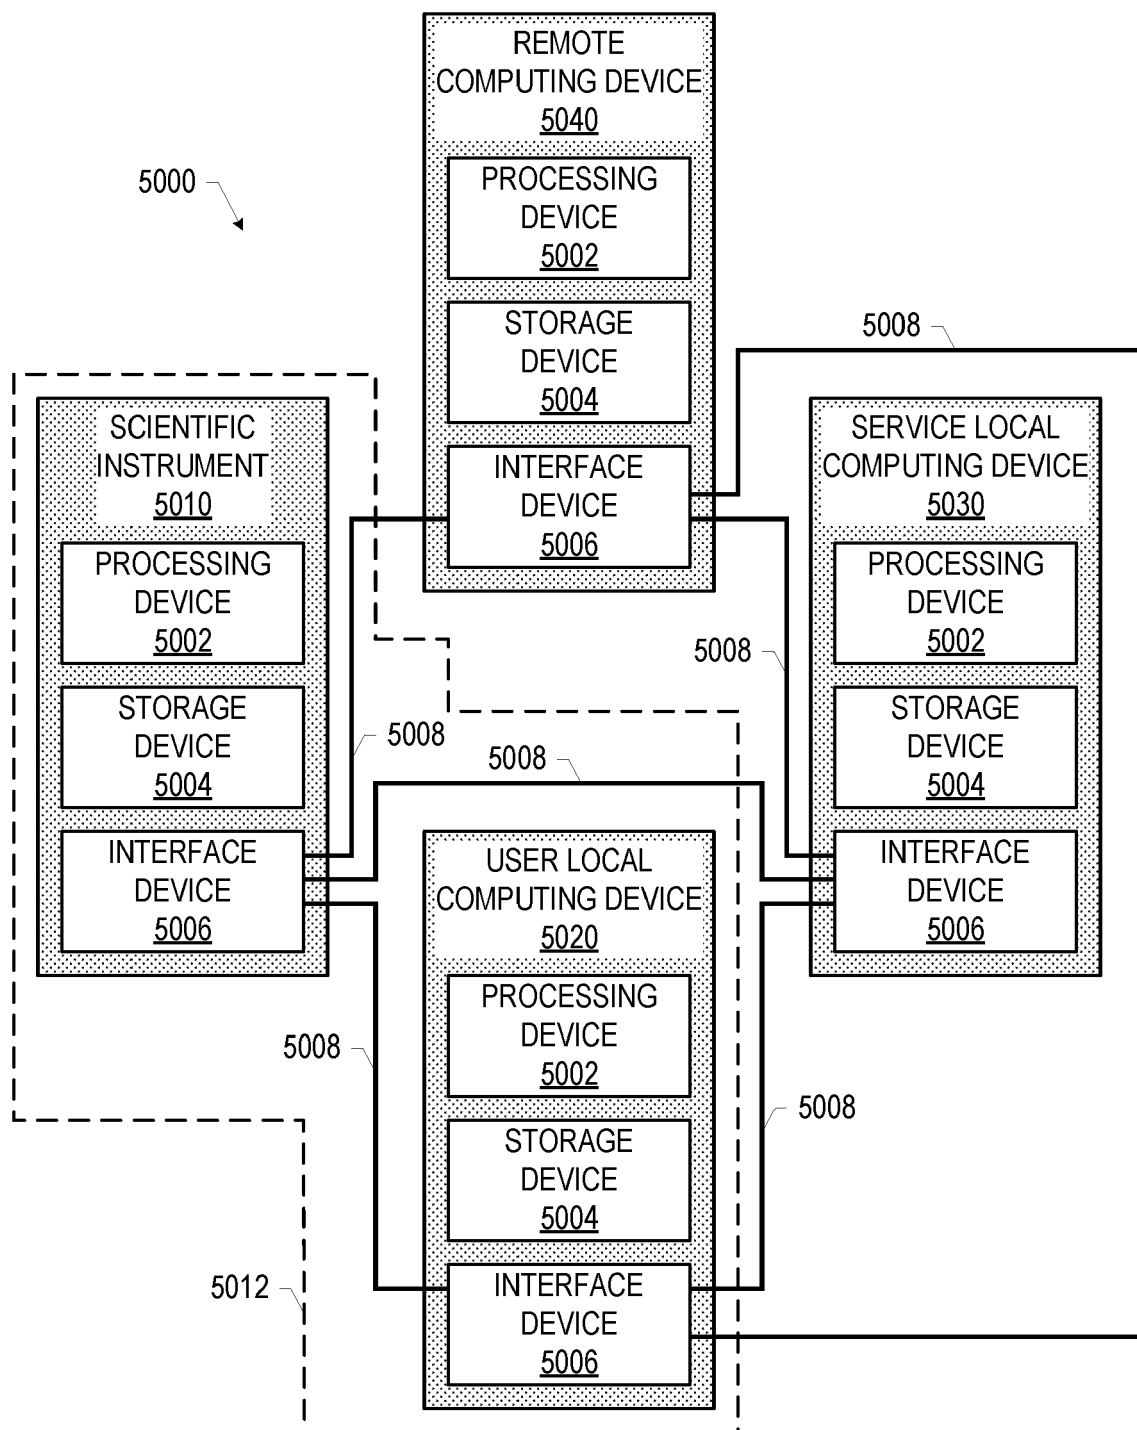 REMOTE
COMPUTING DEVICE
5040
PROCESSING
DEVICE
5002
STORAGE
DEVICE
5004
INTERFACE
DEVICE
5006
5000
5008
SCIENTIFIC
INSTRUMENT
5010
PROCESSING
DEVICE
5002
STORAGE
DEVICE
5004
INTERFACE
DEVICE
5006
SERVICE LOCAL
COMPUTING DEVICE
5030
PROCESSING
DEVICE
5002
STORAGE
DEVICE
5004
INTERFACE
DEVICE
5006
5008
5008
5008
USER LOCAL
COMPUTING DEVICE
5020
PROCESSING
DEVICE
5002
STORAGE
DEVICE
5004
INTERFACE
DEVICE
5006
5008
5008
5012